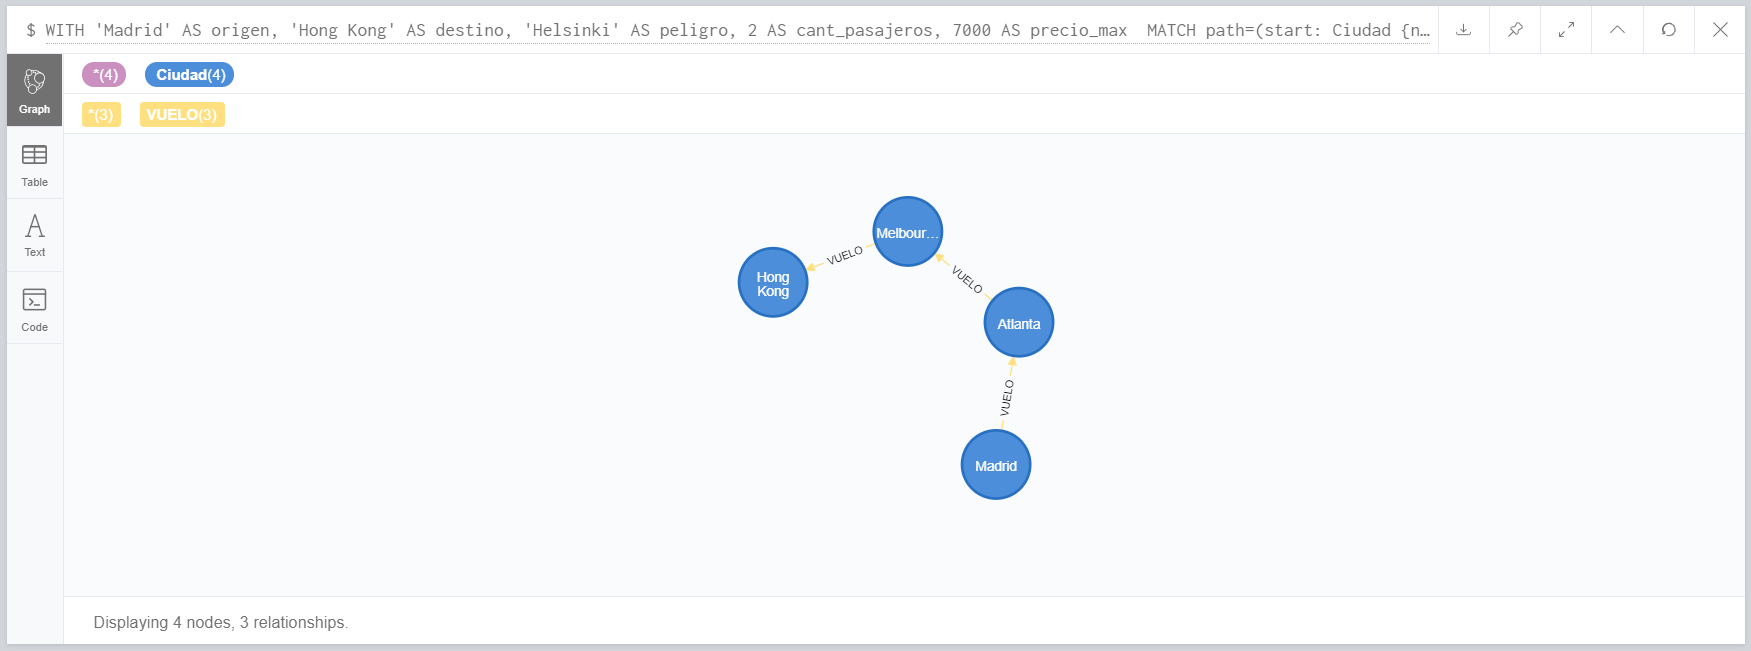 $ WITH 'Madrid' AS origen, 'Hong Kong' AS destino, 'Helsinki' AS peligro, 2 AS cant_pasajeros, 7000 AS precio_max MATCH path=(start: Ciudad {n…
Graph
*(4) Ciudad(4)
*(3) VUELO(3)
Table
Text
Code
Melbour…
VUELO
Hong
Kong
VUELO
Atlanta
VUELO
Madrid
Displaying 4 nodes, 3 relationships.